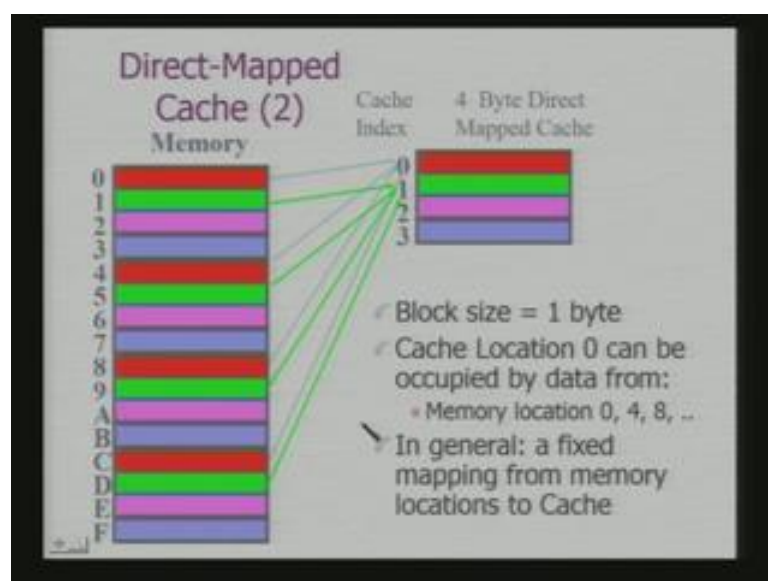 Direct-Mapped
Cache (2)
Memory
Cache
Index
4 Byte Direct
Mapped Cache
0
1
2
3
4
5
6
7
8
9
A
B
C
D
E
F
0
1
2
3
Block size = 1 byte
Cache Location 0 can be
occupied by data from:
Memory location 0, 4, 8, ..
In general: a fixed
mapping from memory
locations to Cache